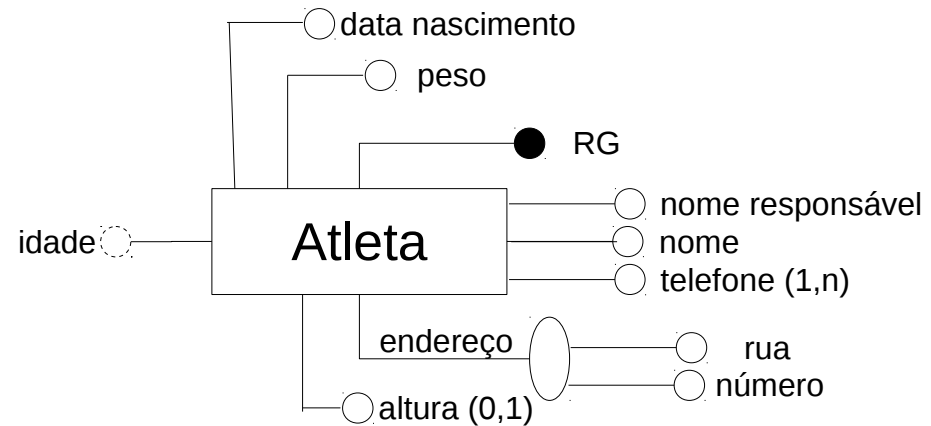 data nascimento
peso
RG
nome responsável
idade
Atleta
nome
telefone (1,n)
endereço
rua
número
altura (0,1)